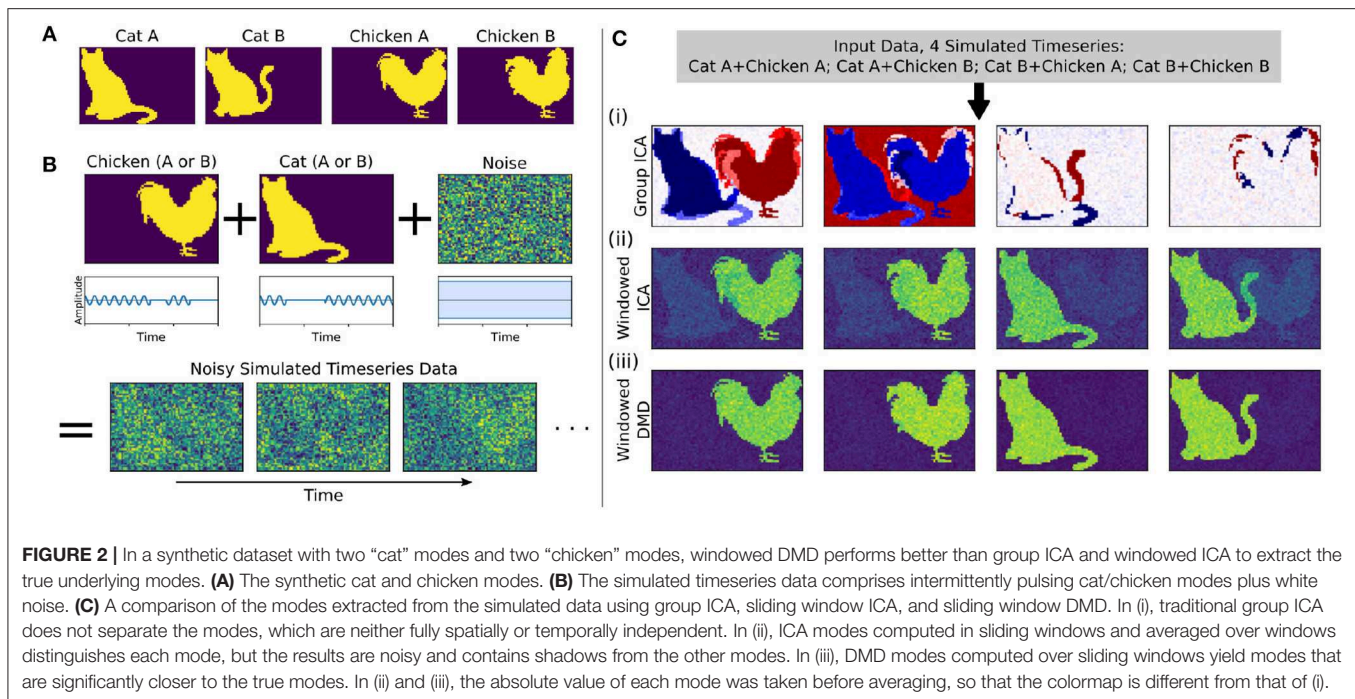 A
Cat A
Cat B
Chicken A
Chicken B
B
Chicken (A or B)
Cat (A or B)
Noise
+
+
Amplitude
Time
Time
Time
Noisy Simulated Timeseries Data
=
. . .
Time
C
Input Data, 4 Simulated Timeseries:
Cat A+Chicken A; Cat A+Chicken B; Cat B+Chicken A; Cat B+Chicken B
(i)
Group ICA
(ii)
Windowed
ICA
(iii)
Windowed
DMD
FIGURE 2 | In a synthetic dataset with two “cat” modes and two “chicken” modes, windowed DMD performs better than group ICA and windowed ICA to extract the
true underlying modes. (A) The synthetic cat and chicken modes. (B) The simulated timeseries data comprises intermittently pulsing cat/chicken modes plus white
noise. (C) A comparison of the modes extracted from the simulated data using group ICA, sliding window ICA, and sliding window DMD. In (i), traditional group ICA
does not separate the modes, which are neither fully spatially or temporally independent. In (ii), ICA modes computed in sliding windows and averaged over windows
distinguishes each mode, but the results are noisy and contains shadows from the other modes. In (iii), DMD modes computed over sliding windows yield modes that
are significantly closer to the true modes. In (ii) and (iii), the absolute value of each mode was taken before averaging, so that the colormap is different from that of (i).